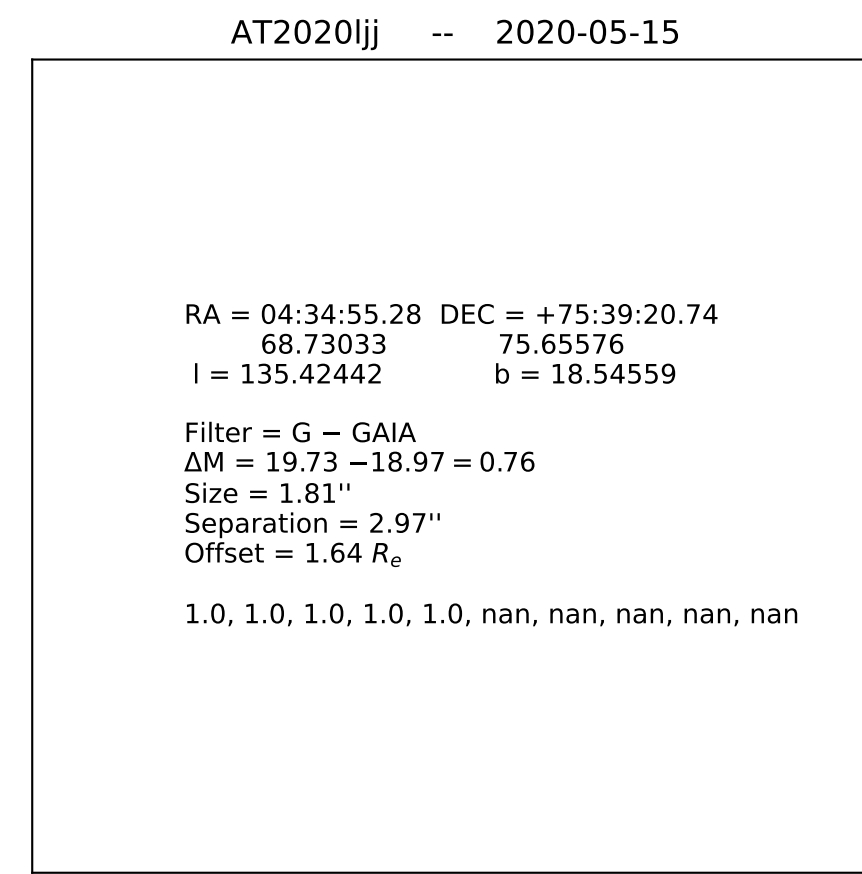 AT2020ljj -- 2020-05-15
RA = 04:34:55.28 DEC = +75:39:20.74
68.73033 75.65576
l = 135.42442 b = 18.54559
Filter = G − GAIA
ΔM = 19.73 −18.97 = 0.76
Size = 1.81''
Separation = 2.97''
Offset = 1.64 Rₑ
1.0, 1.0, 1.0, 1.0, 1.0, nan, nan, nan, nan, nan